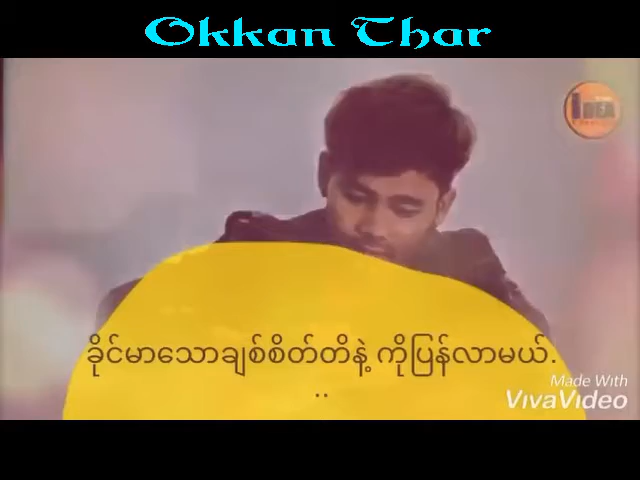 Okkan Thar
IDEA
ခိုင်မာသောချစ်စိတ်တိနဲ့ ကိုပြန်လာမယ်.
..
Made With
VivaVideo